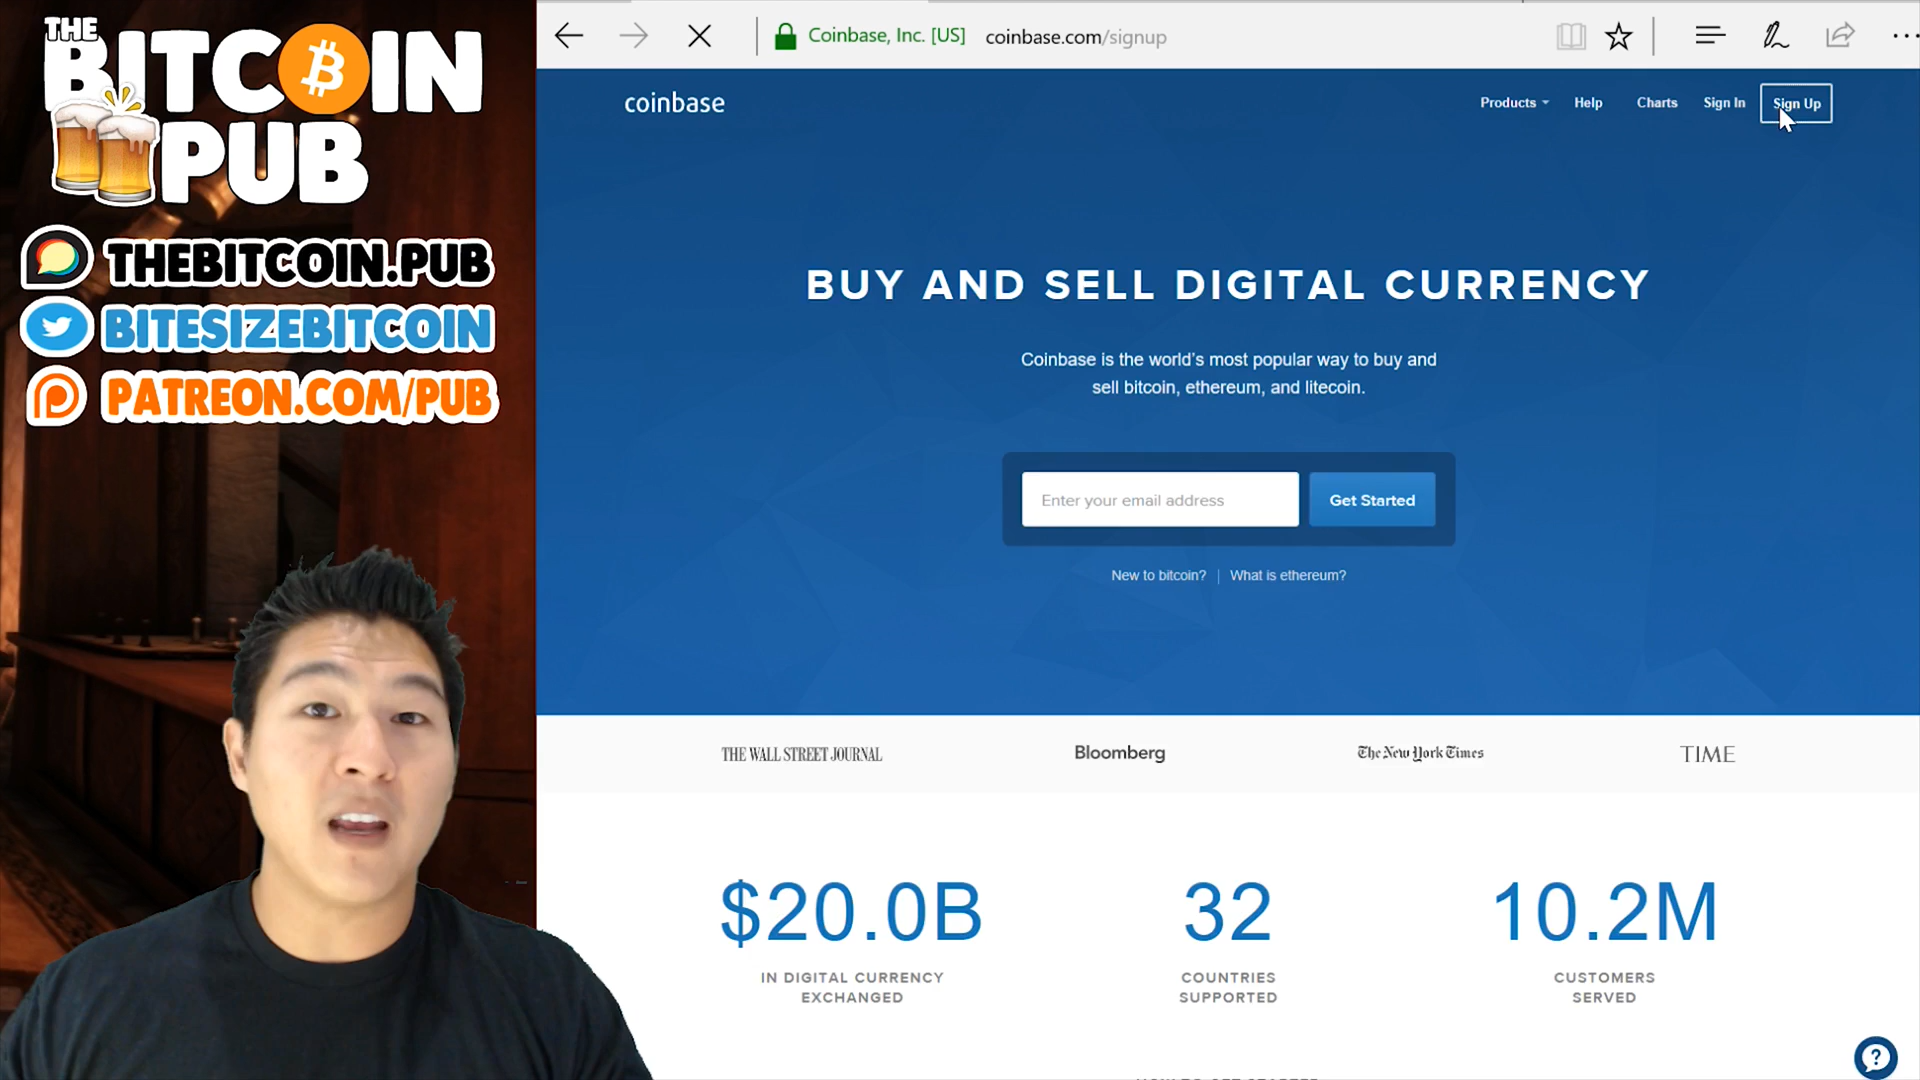 THE
BITCOIN
PUB
THEBITCOIN.PUB
BITESIZEBITCOIN
PATREON.COM/PUB
Coinbase, Inc. [US] coinbase.com/signup
coinbase
Products Help Charts Sign In Sign Up
BUY AND SELL DIGITAL CURRENCY
Coinbase is the world's most popular way to buy and
sell bitcoin, ethereum, and litecoin.
Enter your email address Get Started
New to bitcoin? | What is ethereum?
THE WALL STREET JOURNAL Bloomberg The New York Times TIME
$20.0B 32 10.2M
IN DIGITAL CURRENCY COUNTRIES CUSTOMERS
EXCHANGED SUPPORTED SERVED